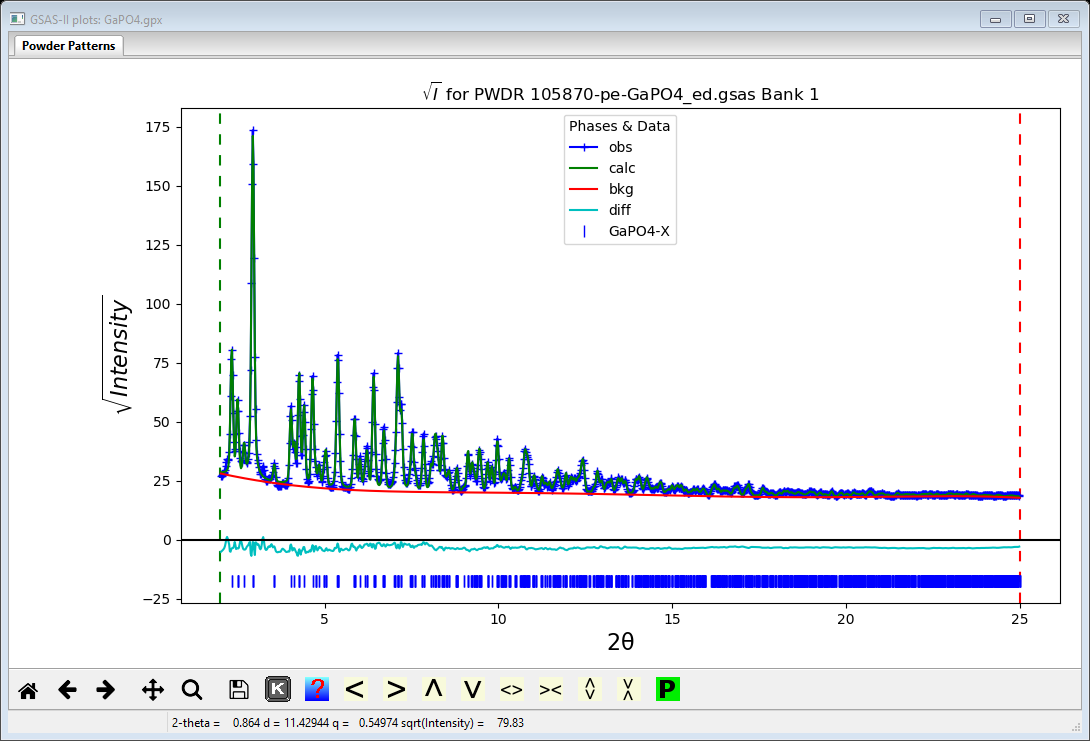 GSAS-II plots: GaPO4.gpx
Powder Patterns
√I for PWDR 105870-pe-GaPO4_ed.gsas Bank 1
Phases & Data
obs
calc
bkg
diff
GaPO4-X
√Intensity
175
150
125
100
75
50
25
0
−25
5 10 15 20 25
2θ
K ? < > Λ V <> >< P
2-theta = 0.864 d = 11.42944 q = 0.54974 sqrt(Intensity) = 79.83